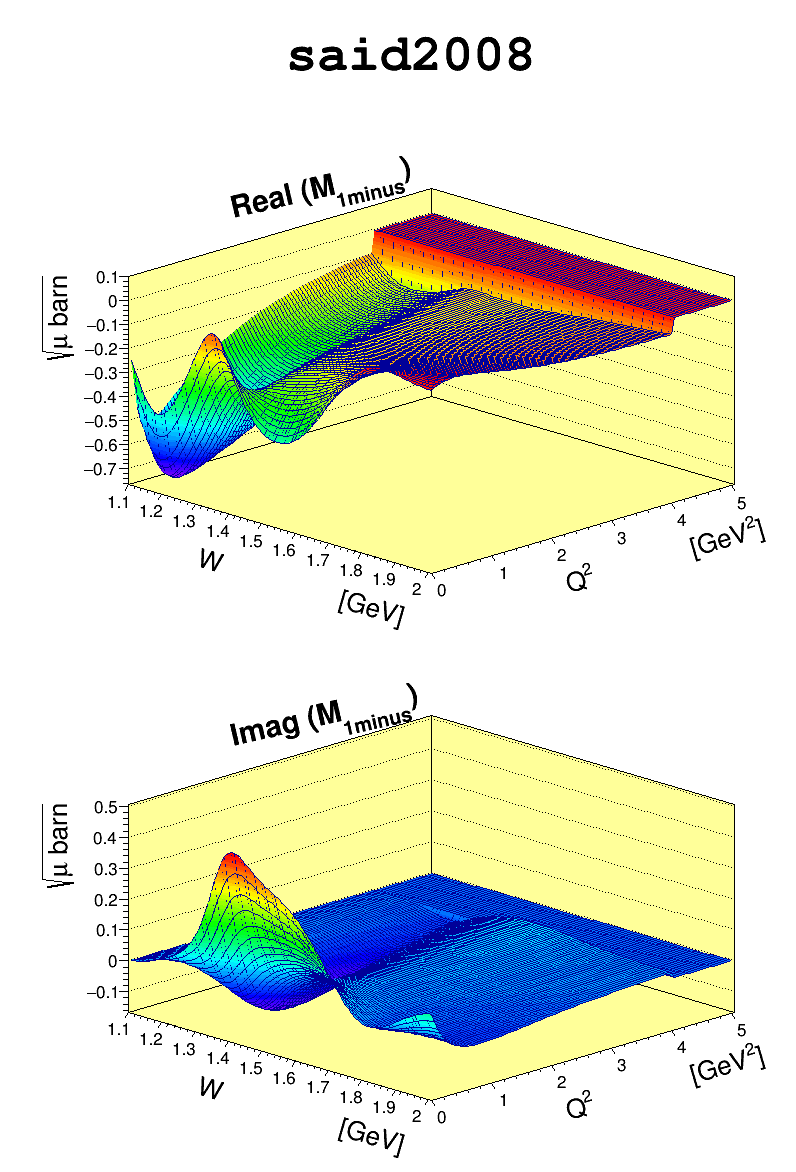 said2008
Real (M1minus)
√μ barn
0.1
0
−0.1
−0.2
−0.3
−0.4
−0.5
−0.6
−0.7
1.1 1.2 1.3 1.4 1.5 1.6 1.7 1.8 1.9 2
W [GeV]
0 1 2 3 4 5
Q² [GeV²]
Imag (M1minus)
√μ barn
0.5
0.4
0.3
0.2
0.1
0
−0.1
1.1 1.2 1.3 1.4 1.5 1.6 1.7 1.8 1.9 2
W [GeV]
0 1 2 3 4 5
Q² [GeV²]